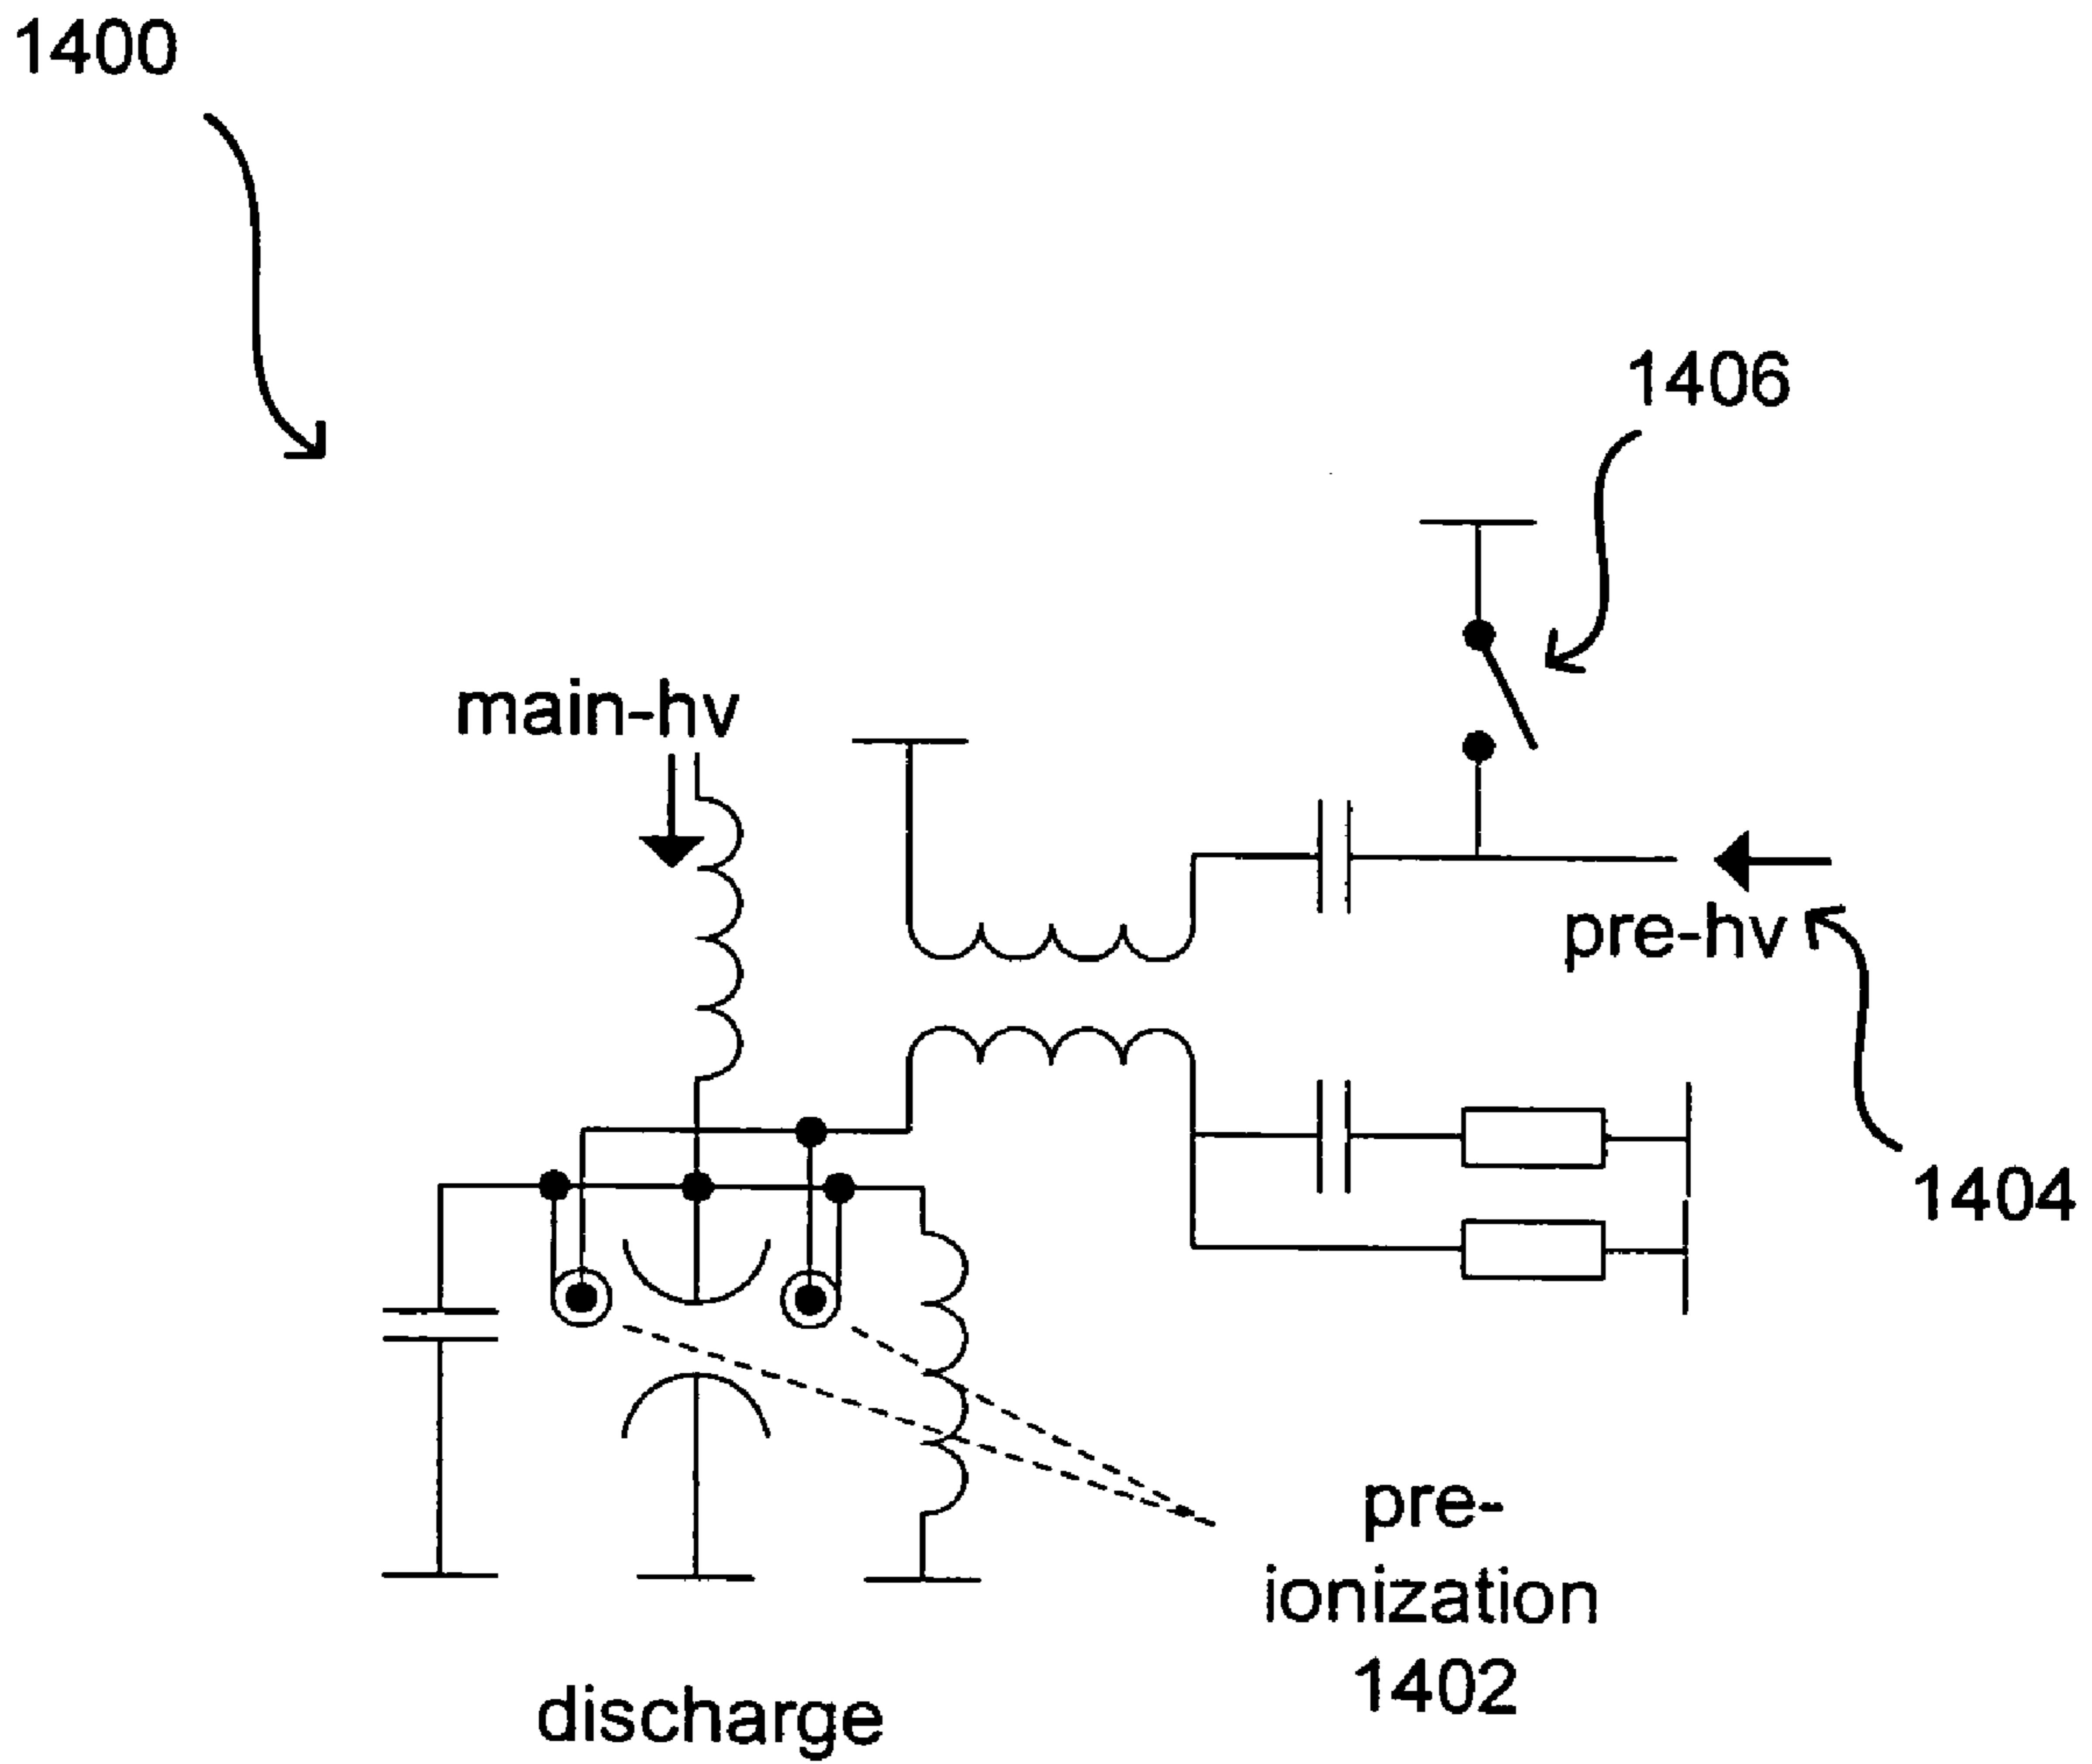 1400
1406
main-hv
pre-hv
1404
pre-
ionization
1402
discharge